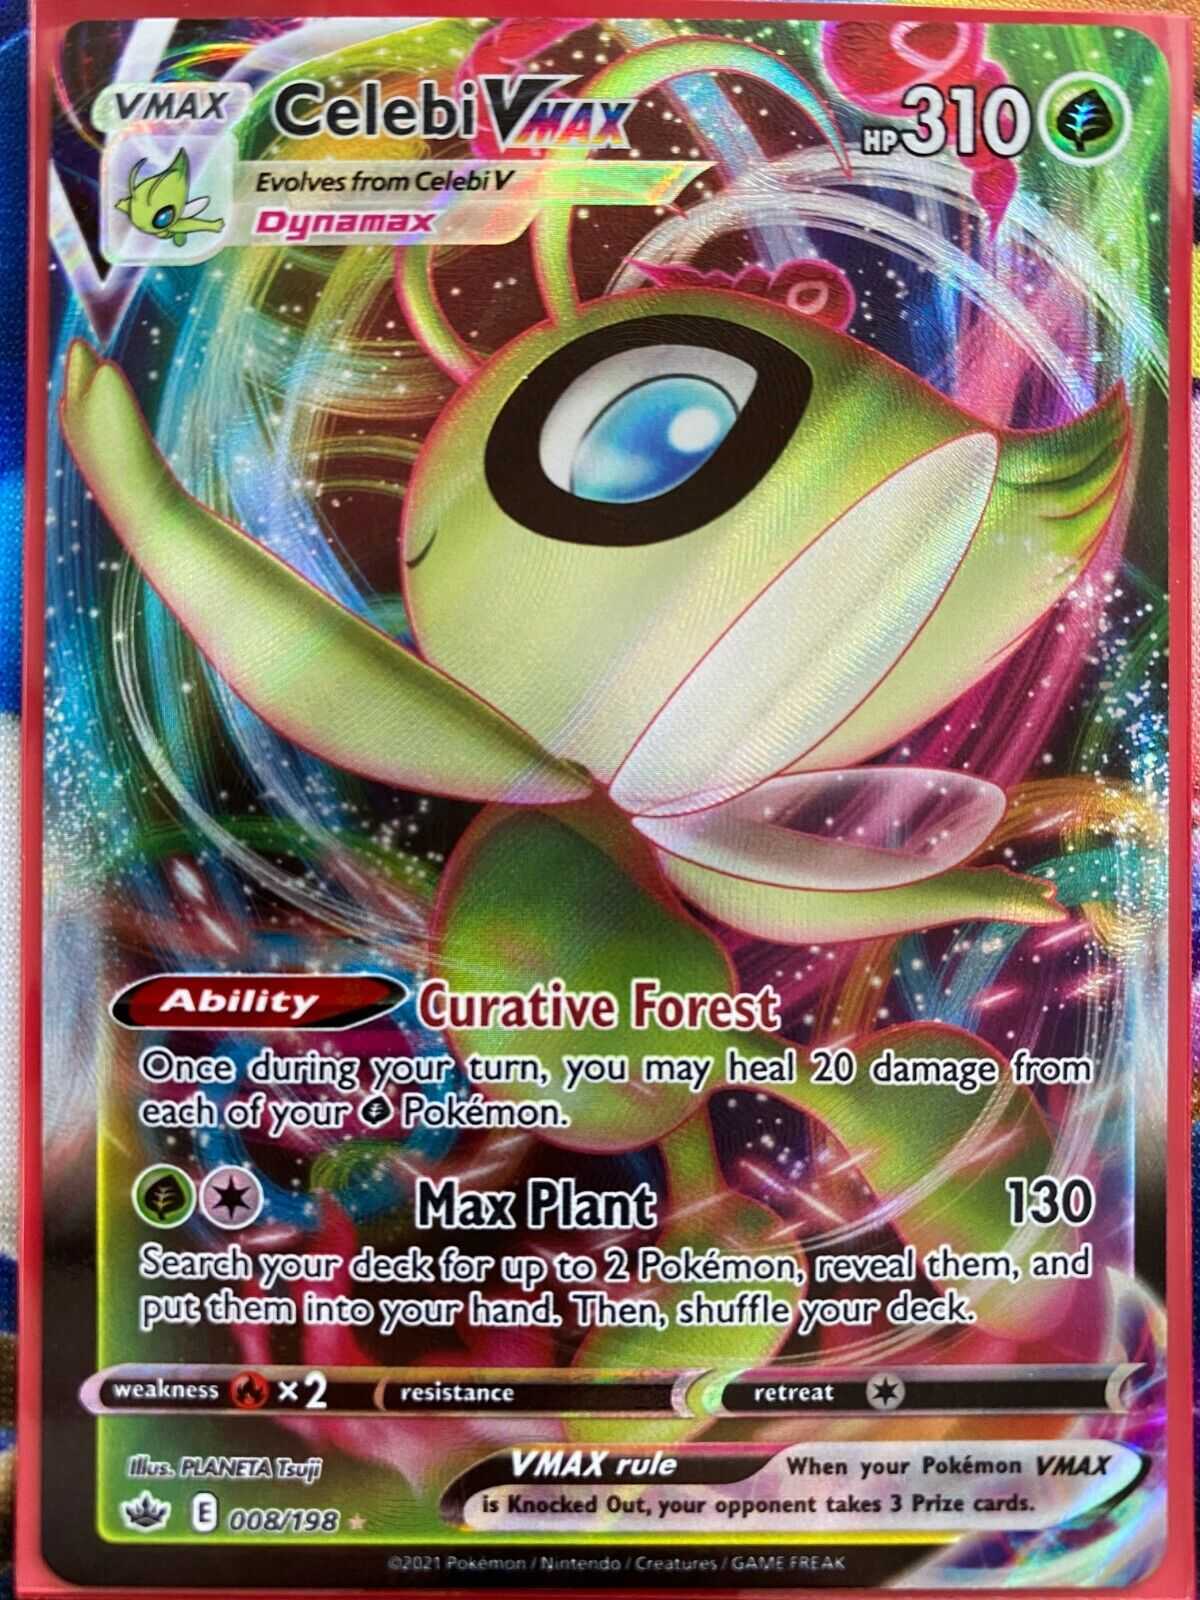 VMAX
Celebi VMAX
HP 310
Evolves from Celebi V
Dynamax
Ability Curative Forest
Once during your turn, you may heal 20 damage from
each of your Pokémon.
Max Plant 130
Search your deck for up to 2 Pokémon, reveal them, and
put them into your hand. Then, shuffle your deck.
weakness ×2 resistance retreat
Illus. PLANETA Tsuji
VMAX rule When your Pokémon VMAX
is Knocked Out, your opponent takes 3 Prize cards.
E 008/198
©2021 Pokémon / Nintendo / Creatures / GAME FREAK